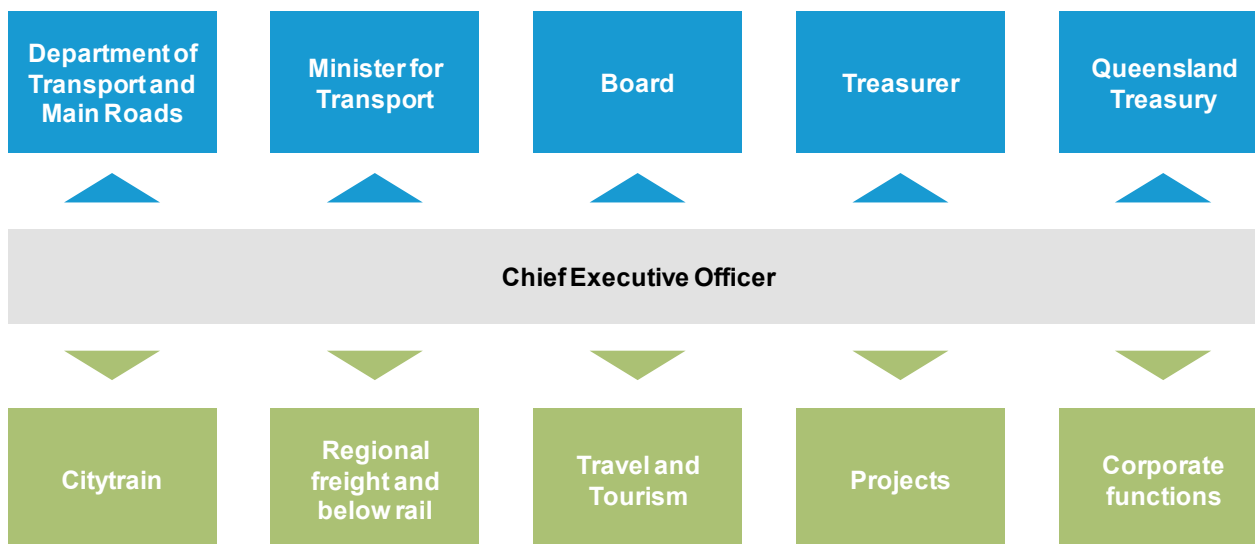 Department of
Transport and
Main Roads
Minister for
Transport
Board
Treasurer
Queensland
Treasury
Chief Executive Officer
Citytrain
Regional
freight and
below rail
Travel and
Tourism
Projects
Corporate
functions